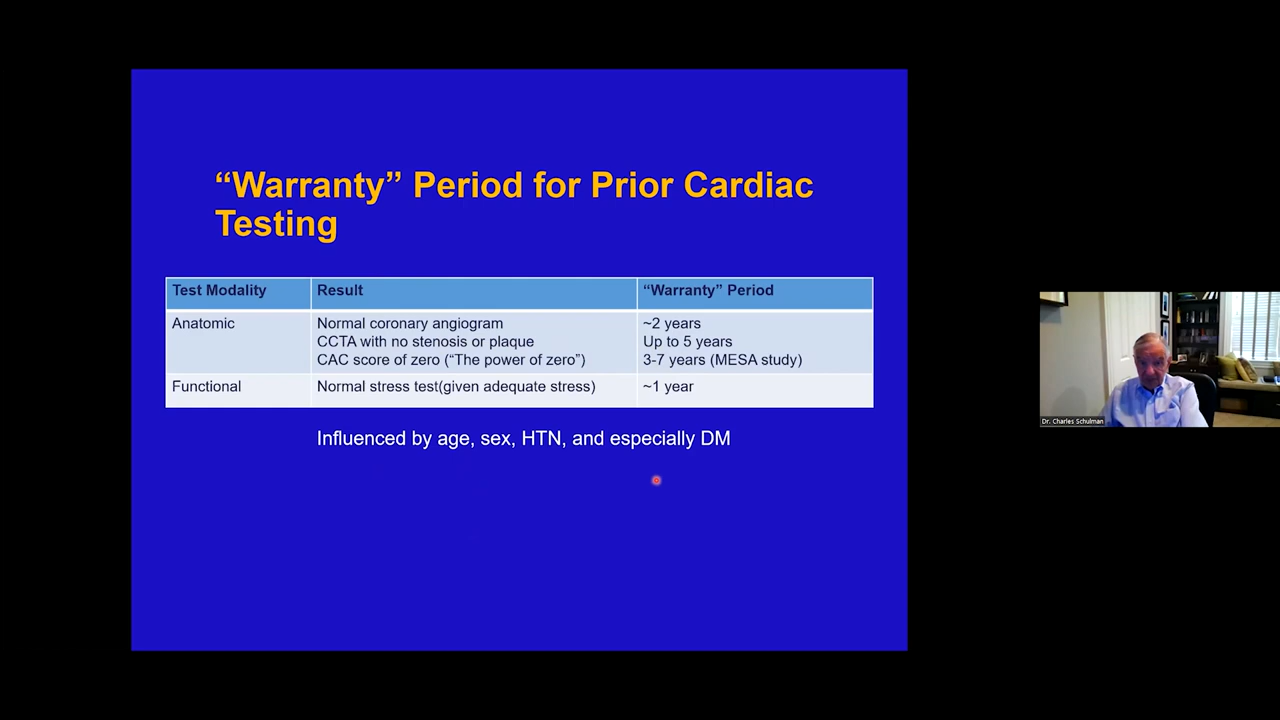 “Warranty” Period for Prior Cardiac
Testing
Test Modality
Result
“Warranty” Period
Anatomic
Normal coronary angiogram
~2 years
CCTA with no stenosis or plaque
Up to 5 years
CAC score of zero (“The power of zero”)
3-7 years (MESA study)
Functional
Normal stress test(given adequate stress)
~1 year
Influenced by age, sex, HTN, and especially DM
Dr. Charles Schulman